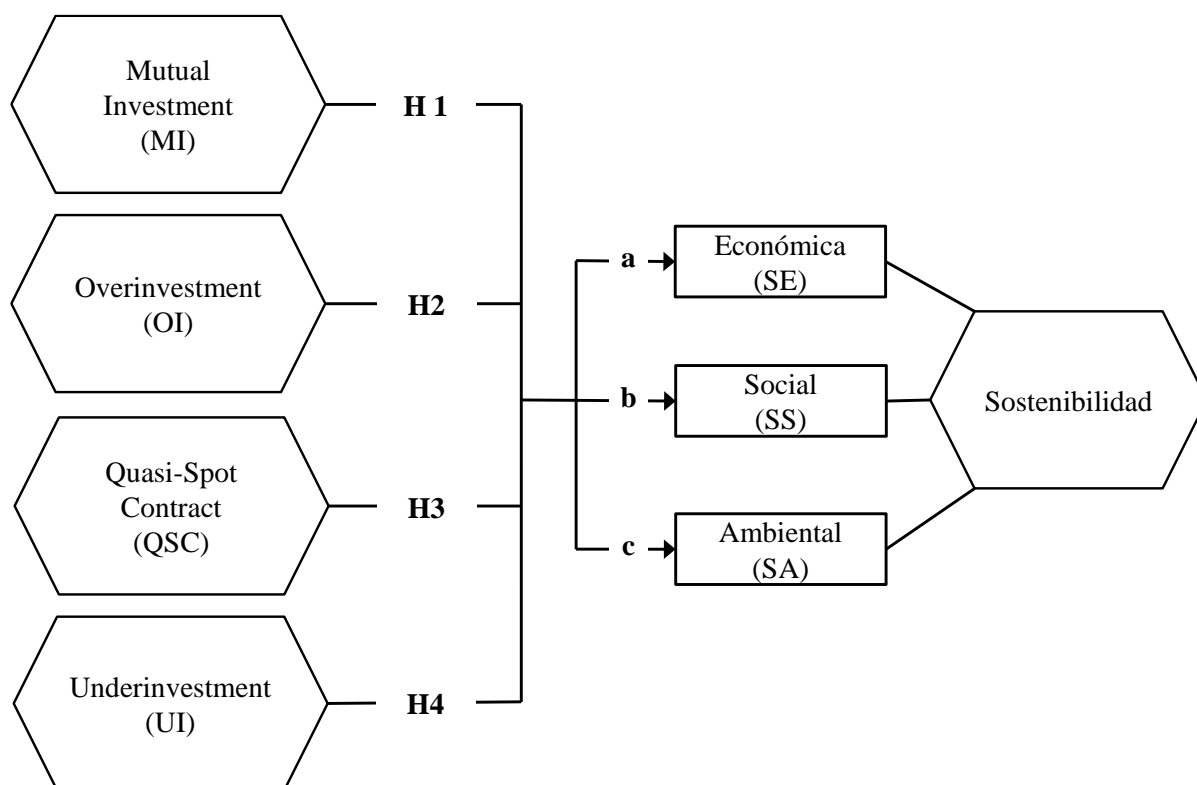 Mutual
Investment
(MI)
H 1
Overinvestment
(OI)
H2
Quasi-Spot
Contract
(QSC)
H3
Underinvestment
(UI)
H4
a
Económica
(SE)
b
Social
(SS)
c
Ambiental
(SA)
Sostenibilidad